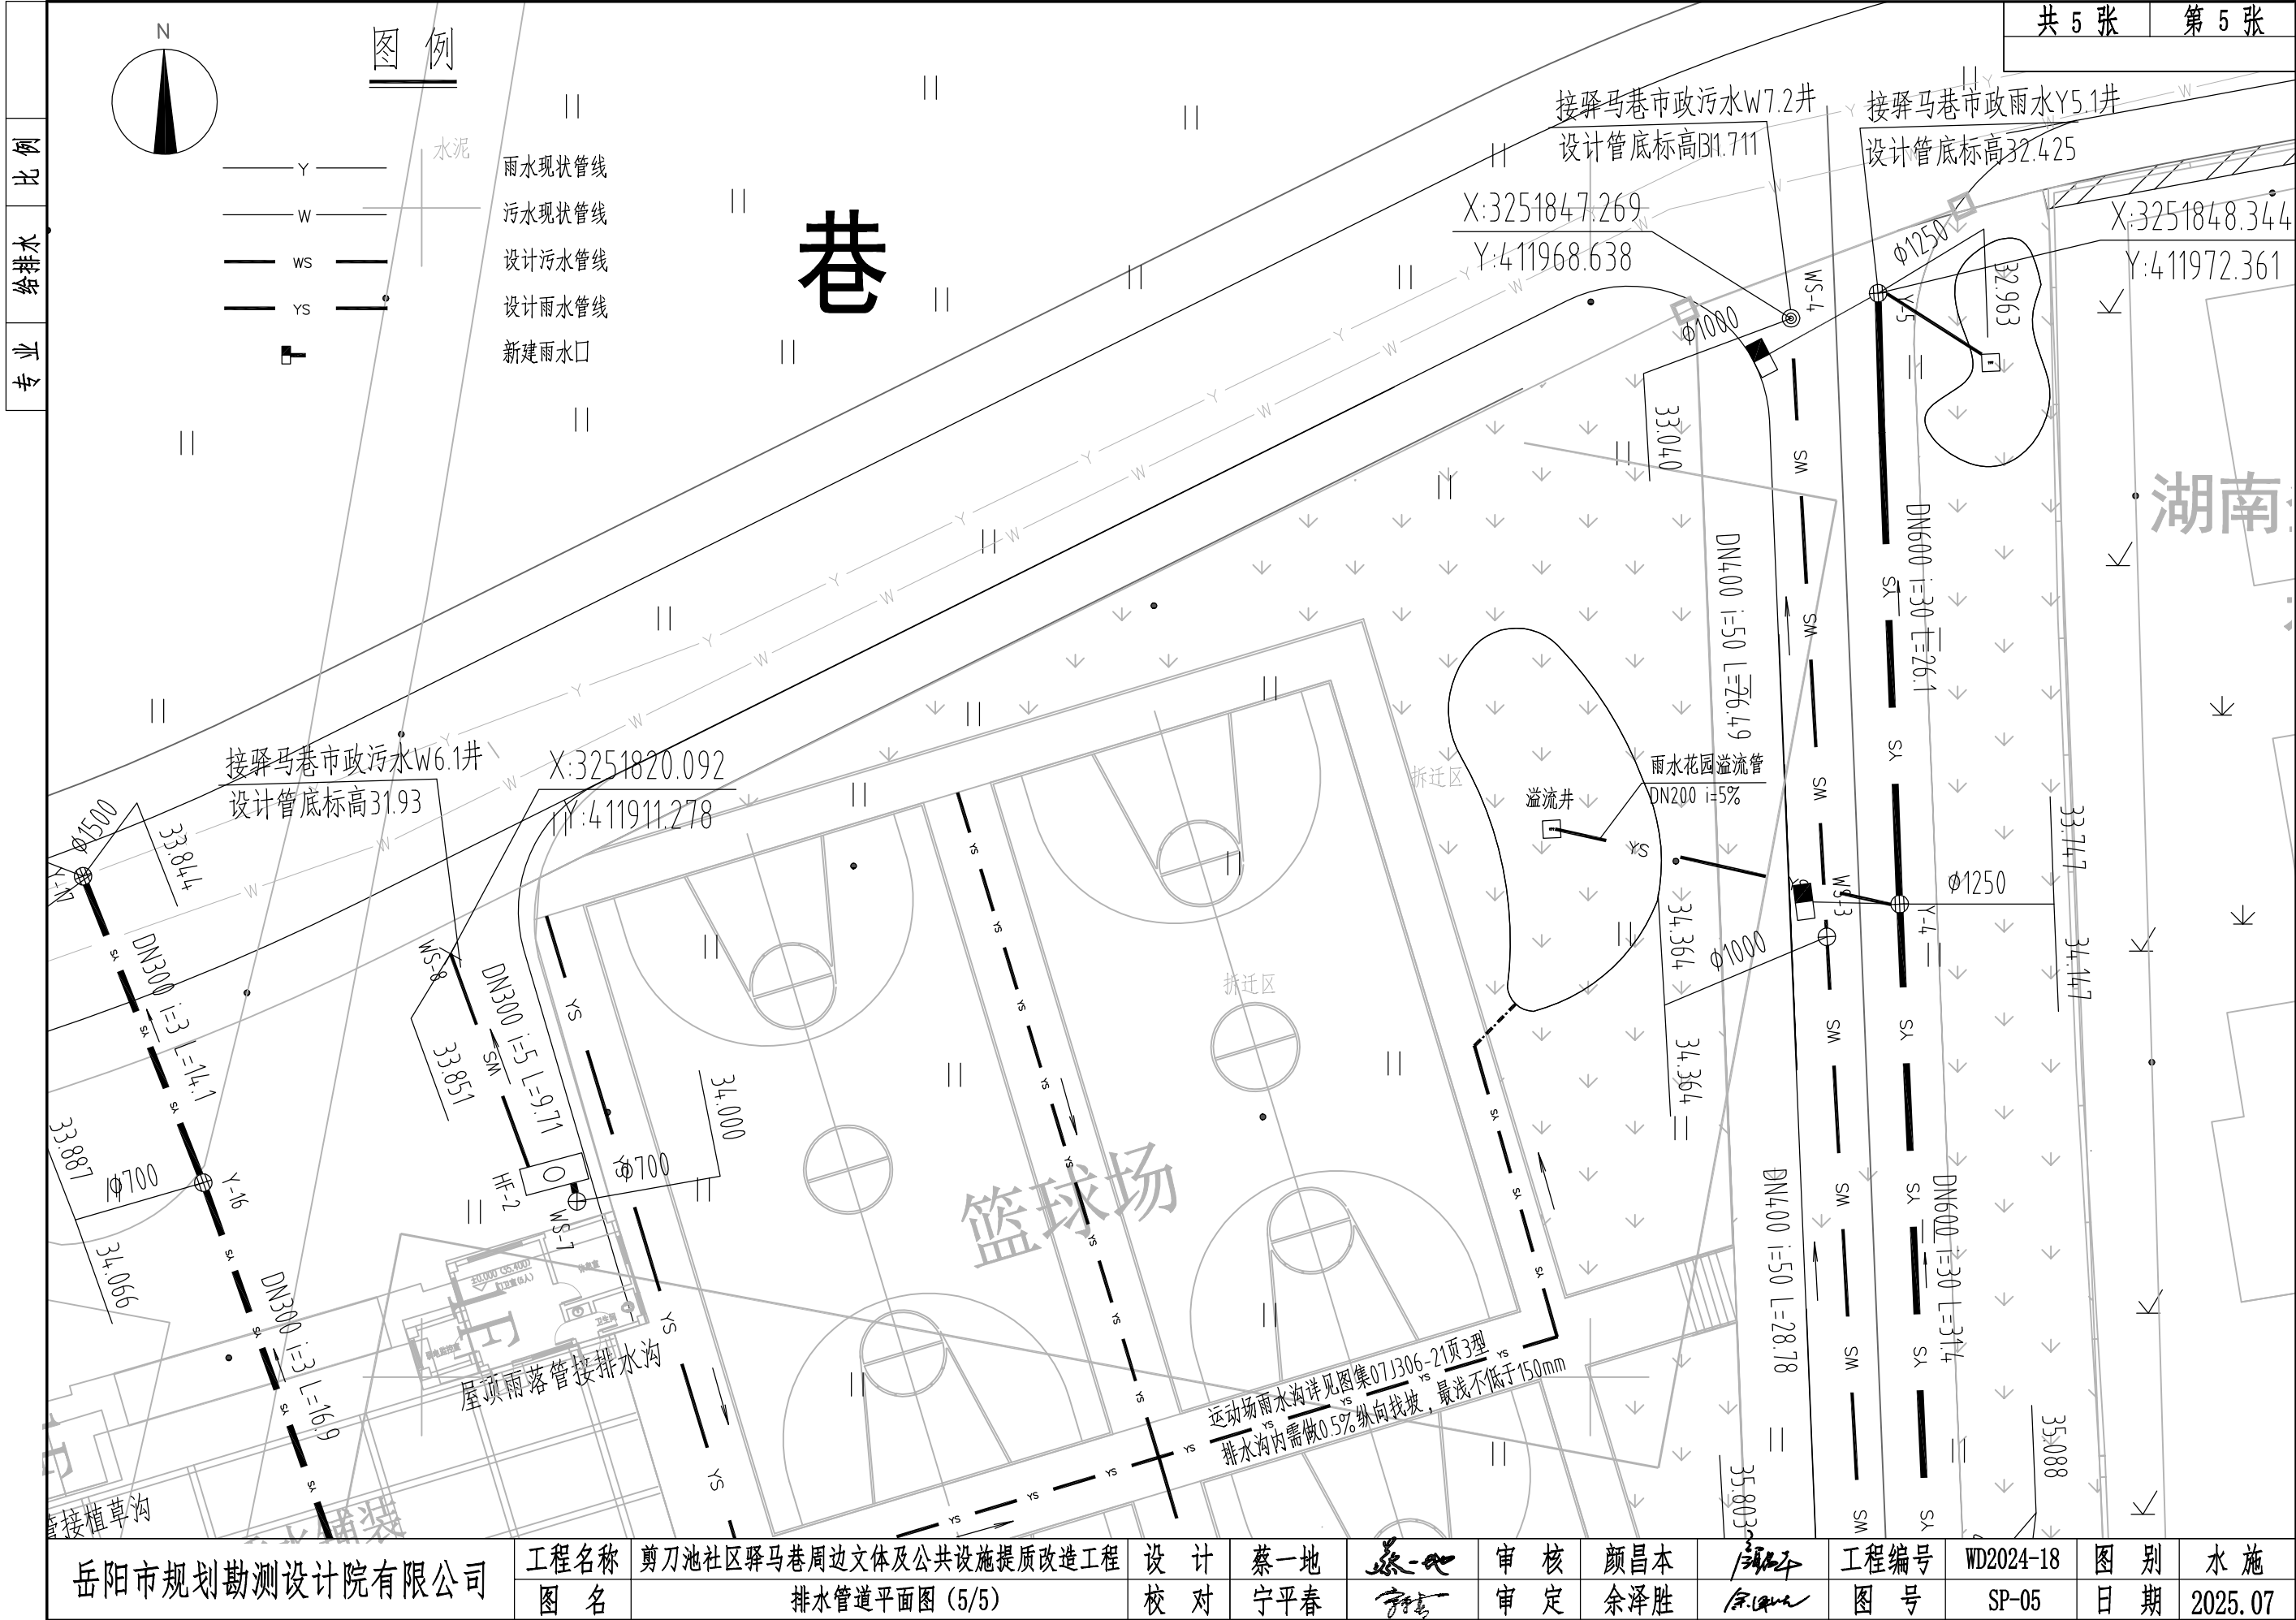 共 5 张
第 5 张
比 例
给排水
专 业
N
图 例
水泥
Y
雨水现状管线
W
污水现状管线
WS
设计污水管线
YS
设计雨水管线
新建雨水口
巷
接驿马巷市政污水W7.2井
设计管底标高31.711
接驿马巷市政雨水Y5.1井
设计管底标高32.425
X:3251847.269
Y:411968.638
X:3251848.344
Y:411972.361
WS-4
Y-5
ϕ1250
32.963
ϕ1000
33.040
DN400 i=50 L=26.49
DN600 i=30 L=26.1
湖南
接驿马巷市政污水W6.1井
设计管底标高31.93
X:3251820.092
Y:411911.278
ϕ1500
33.844
Y-17
DN300 i=3 L=14.1
WS-8
33.851
DN300 i=5 L=9.71
HF-2
WS-7
ϕ700
34.000
33.887
ϕ700
34.066
Y-16
DN300 i=3 L=16.9
拆迁区
拆迁区
雨水花园溢流管
DN200 i=5%
溢流井
WS-3
Y-4
ϕ1250
33.747
34.147
ϕ1000
34.364
34.364
DN400 i=50 L=28.78
DN600 i=30 L=31.4
35.803
35.088
篮球场
±0.000 (35.400)
卫生间
1F
屋顶雨落管接排水沟
运动场雨水沟详见图集07J306-21页3型
排水沟内需做0.5%纵向找坡，最浅不低于150mm
管接植草沟
水铺装
岳阳市规划勘测设计院有限公司
工程名称
剪刀池社区驿马巷周边文体及公共设施提质改造工程
设 计
蔡一地
审 核
颜昌本
工程编号
WD2024-18
图 别
水 施
图 名
排水管道平面图 (5/5)
校 对
宁平春
审 定
余泽胜
图 号
SP-05
日 期
2025.07